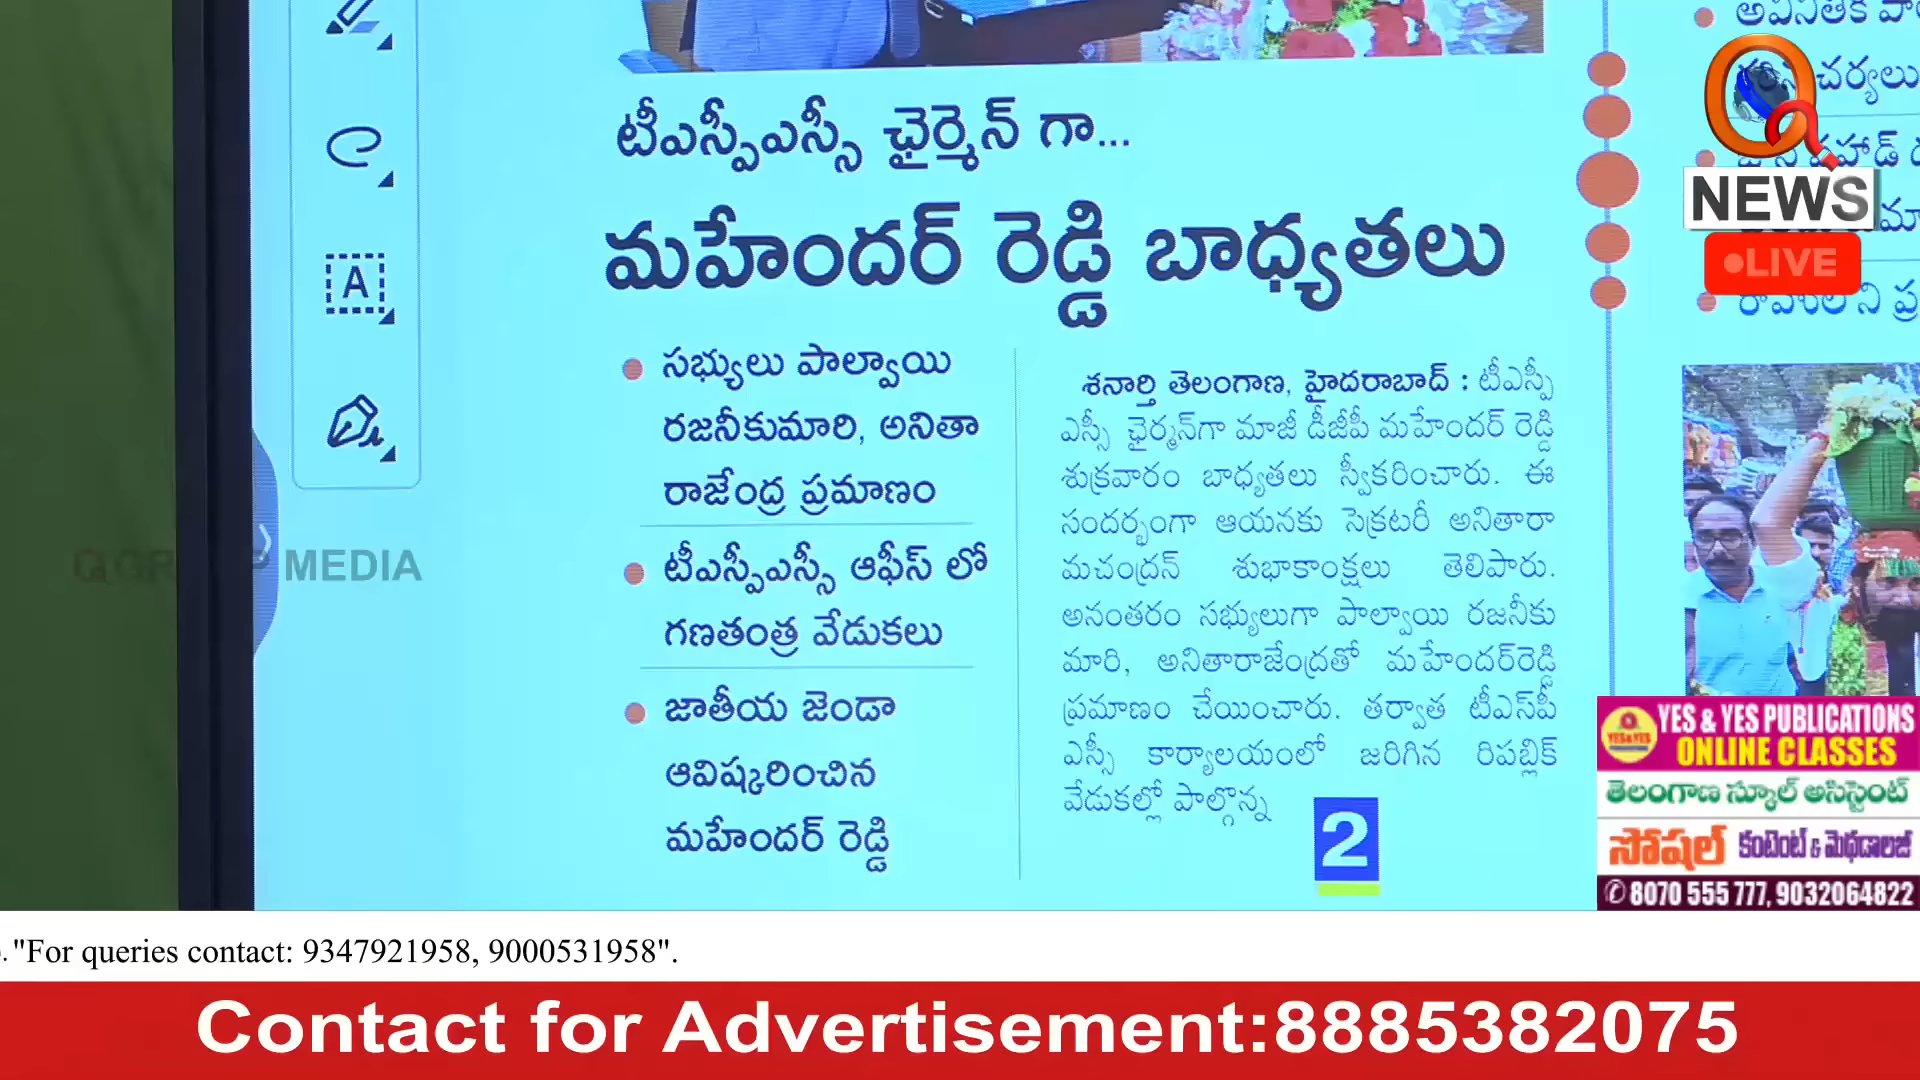 టీఎస్పీఎస్సీ ఛైర్మెన్ గా...
మహేందర్ రెడ్డి బాధ్యతలు
సభ్యులు పాల్వాయి
రజనీకుమారి, అనితా
రాజేంద్ర ప్రమాణం
టీఎస్పీఎస్సీ ఆఫీస్ లో
గణతంత్ర వేడుకలు
జాతీయ జెండా
ఆవిష్కరించిన
మహేందర్ రెడ్డి
శనార్తి తెలంగాణ, హైదరాబాద్ : టీఎస్పీ
ఎస్సీ ఛైర్మన్‌గా మాజీ డీజీపీ మహేందర్ రెడ్డి
శుక్రవారం బాధ్యతలు స్వీకరించారు. ఈ
సందర్భంగా ఆయనకు సెక్రటరీ అనితారా
మచంద్రన్ శుభాకాంక్షలు తెలిపారు.
అనంతరం సభ్యులుగా పాల్వాయి రజనీకు
మారి, అనితారాజేంద్రతో మహేందర్‌రెడ్డి
ప్రమాణం చేయించారు. తర్వాత టీఎస్‌పీ
ఎస్సీ కార్యాలయంలో జరిగిన రిపబ్లిక్
వేడుకల్లో పాల్గొన్న
2
చర్యలు
NEWS
LIVE
A
MEDIA
YES & YES PUBLICATIONS
ONLINE CLASSES
తెలంగాణ స్కూల్ అసిస్టెంట్
సోషల్ కంటెంట్ & మెథడాలజీ
8070 555 777, 9032064822
"For queries contact: 9347921958, 9000531958".
Contact for Advertisement:8885382075